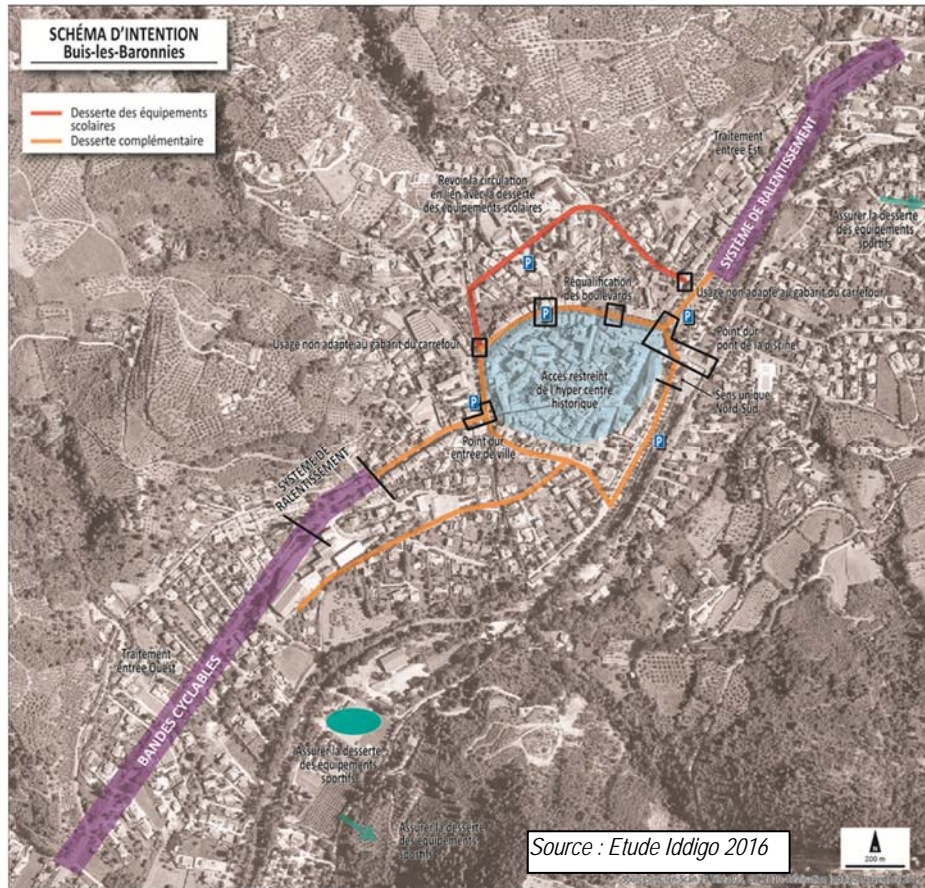 SCHÉMA D'INTENTION
Buis-les-Baronnies
Desserte des équipements
scolaires
Desserte complémentaire
Traitement
entrée Est
SYSTÈME DE RALENTISSEMENT
Revoir la circulation
en lien avec la desserte
des équipements scolaires
Assurer la desserte
des équipements
sportifs
P
Réqualification
des boulevards
Usage non adapté au gabarit du carrefour
P
P
Usage non adapté au gabarit du carrefour
Point dur
pont de la piscine
Accès restreint
de l'hyper centre
historique
Sens unique
Nord Sud
P
P
Point dur
entrée de ville
SYSTÈME DE
RALENTISSEMENT
Traitement
entrée Ouest
BANDES CYCLABLES
Assurer la desserte
des équipements
sportifs
Assurer la desserte
des équipements
sportifs
Source : Etude Iddigo 2016
200 m